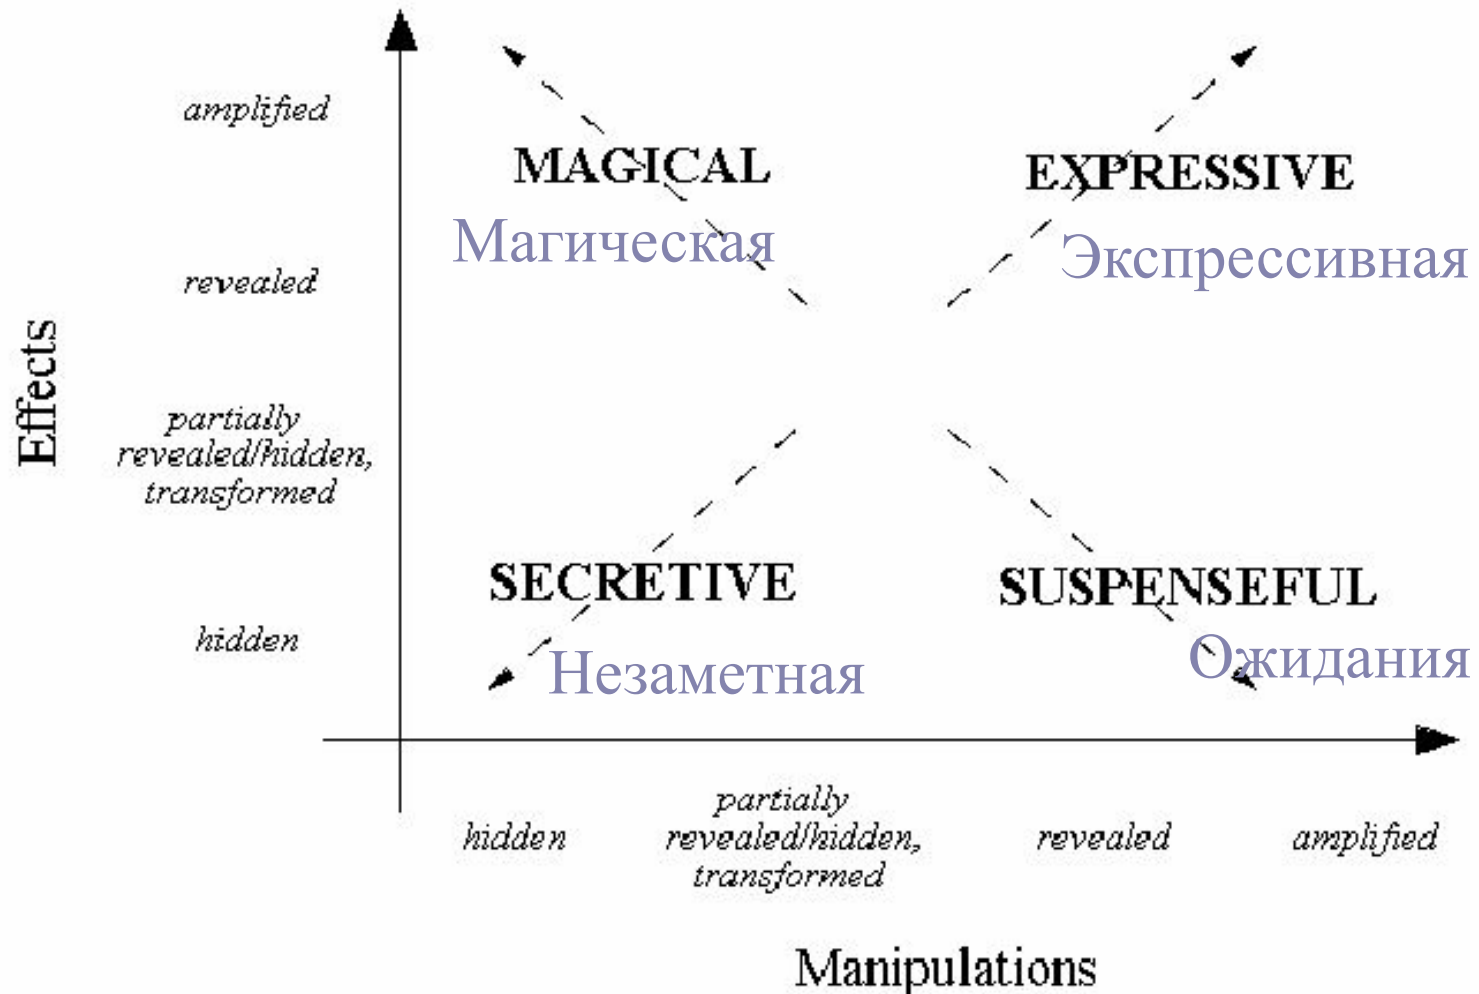 amplified
MAGICAL
EXPRESSIVE
Магическая
Экспрессивная
revealed
Effects
partially
revealed/hidden,
transformed
SECRETIVE
SUSPENSEFUL
hidden
Незаметная
Ожидания
hidden
partially
revealed/hidden,
transformed
revealed
amplified
Manipulations